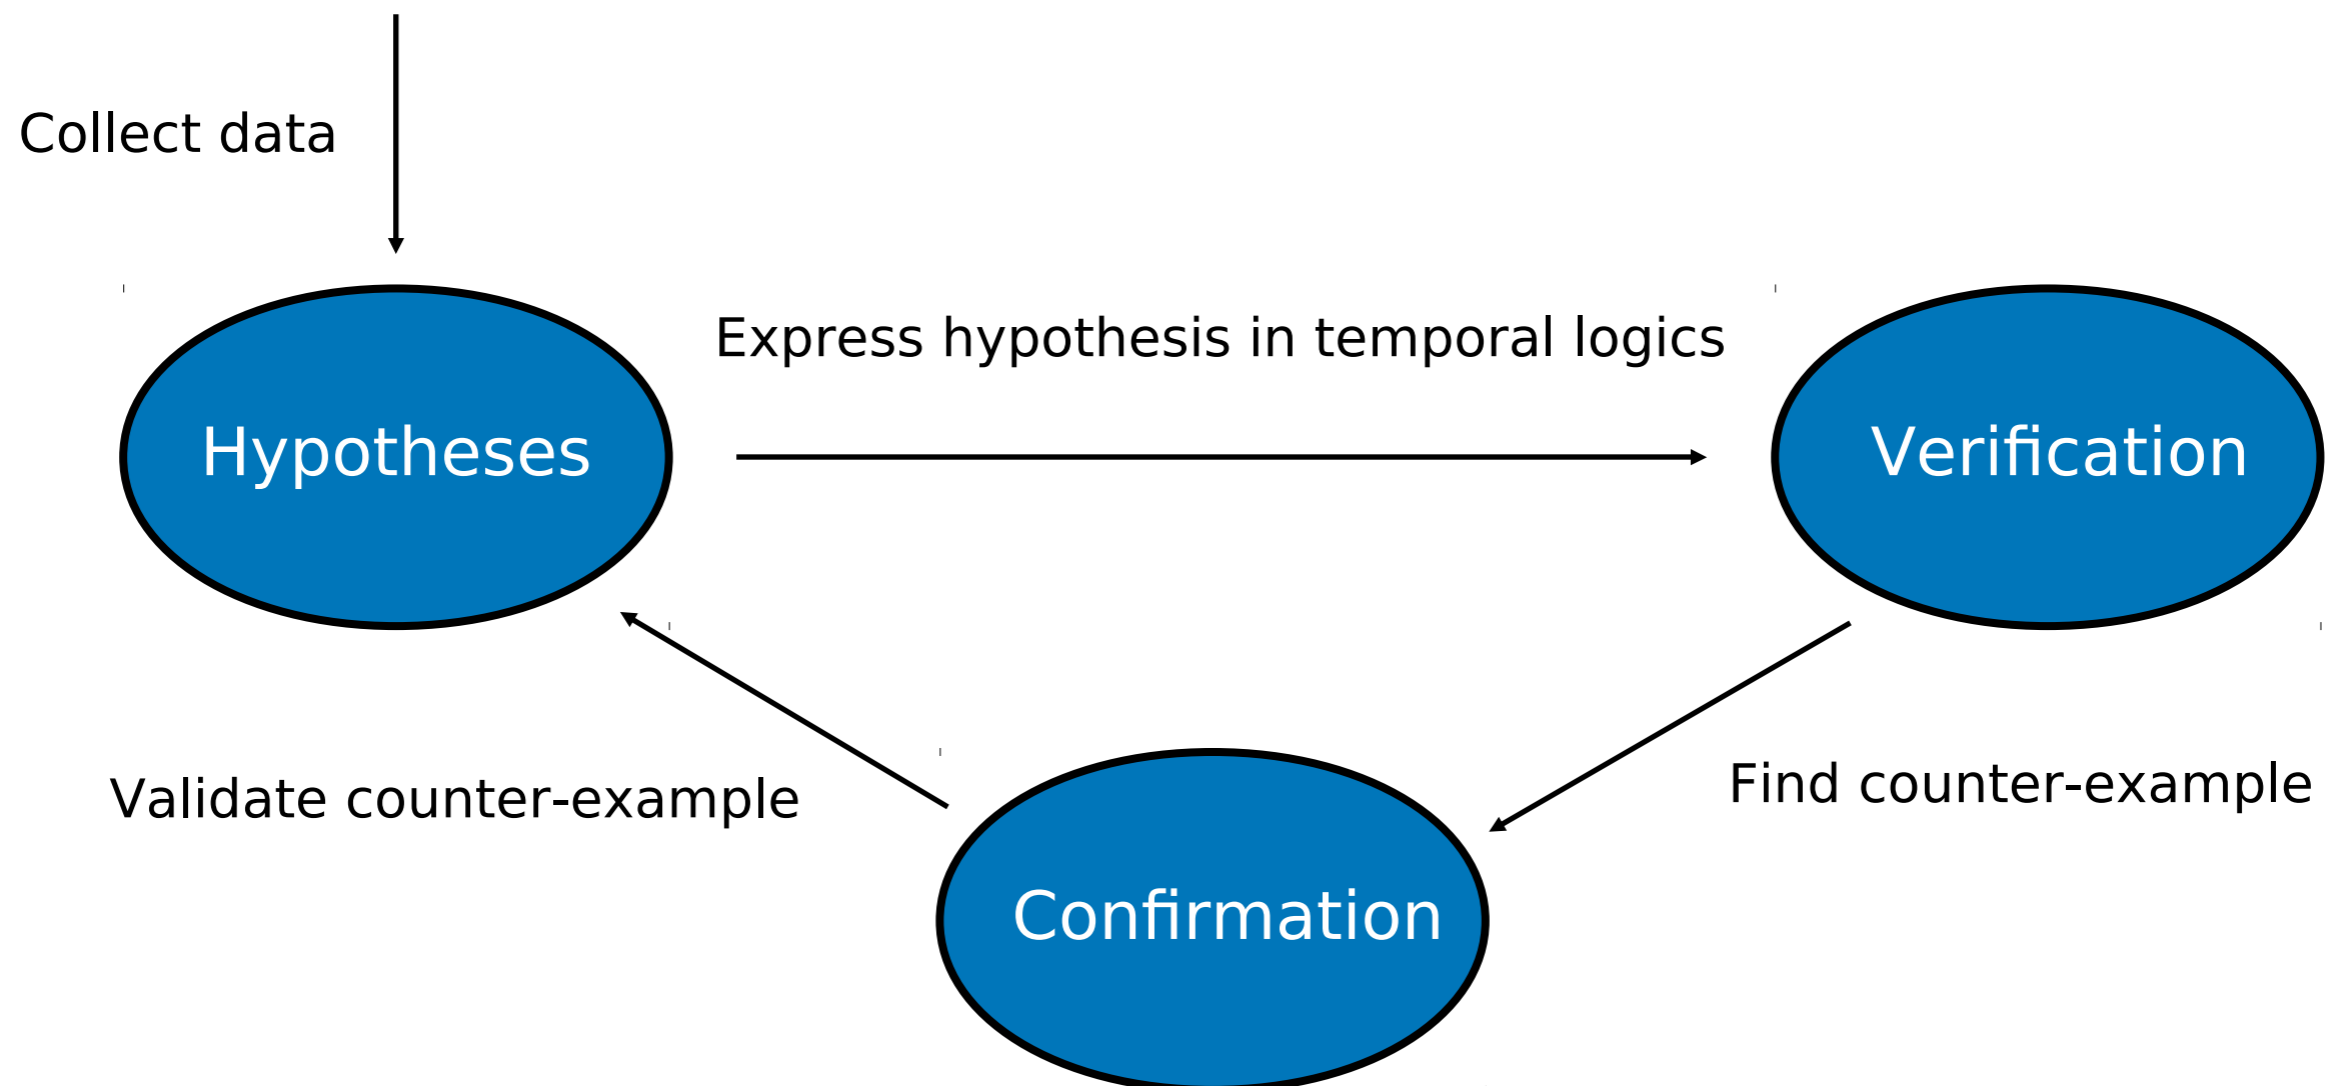 Collect data
Express hypothesis in temporal logics
Hypotheses
Verification
Validate counter-example
Find counter-example
Confirmation